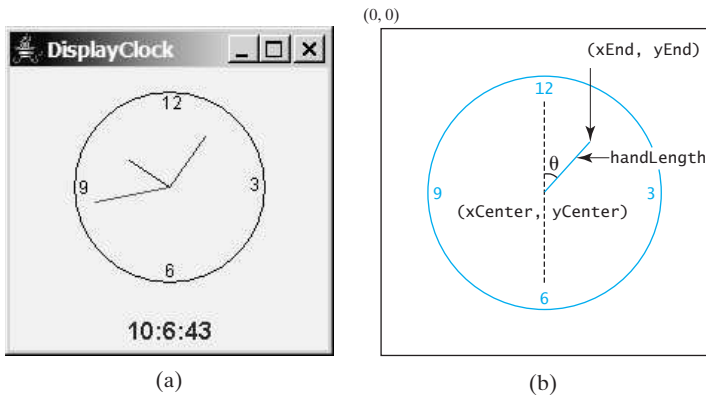 DisplayClock
12
9
3
6
10:6:43
(a)
(0, 0)
(xEnd, yEnd)
12
θ
handLength
9
3
(xCenter, yCenter)
6
(b)